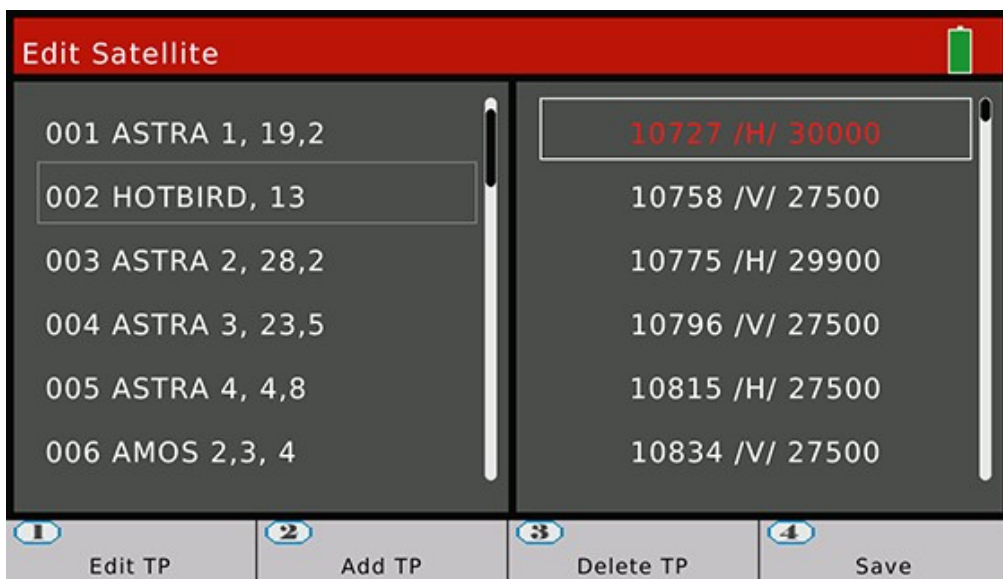 Edit Satellite
001 ASTRA 1, 19,2
002 HOTBIRD, 13
003 ASTRA 2, 28,2
004 ASTRA 3, 23,5
005 ASTRA 4, 4,8
006 AMOS 2,3, 4
10727 /H/ 30000
10758 /V/ 27500
10775 /H/ 29900
10796 /V/ 27500
10815 /H/ 27500
10834 /V/ 27500
1 Edit TP
2 Add TP
3 Delete TP
4 Save